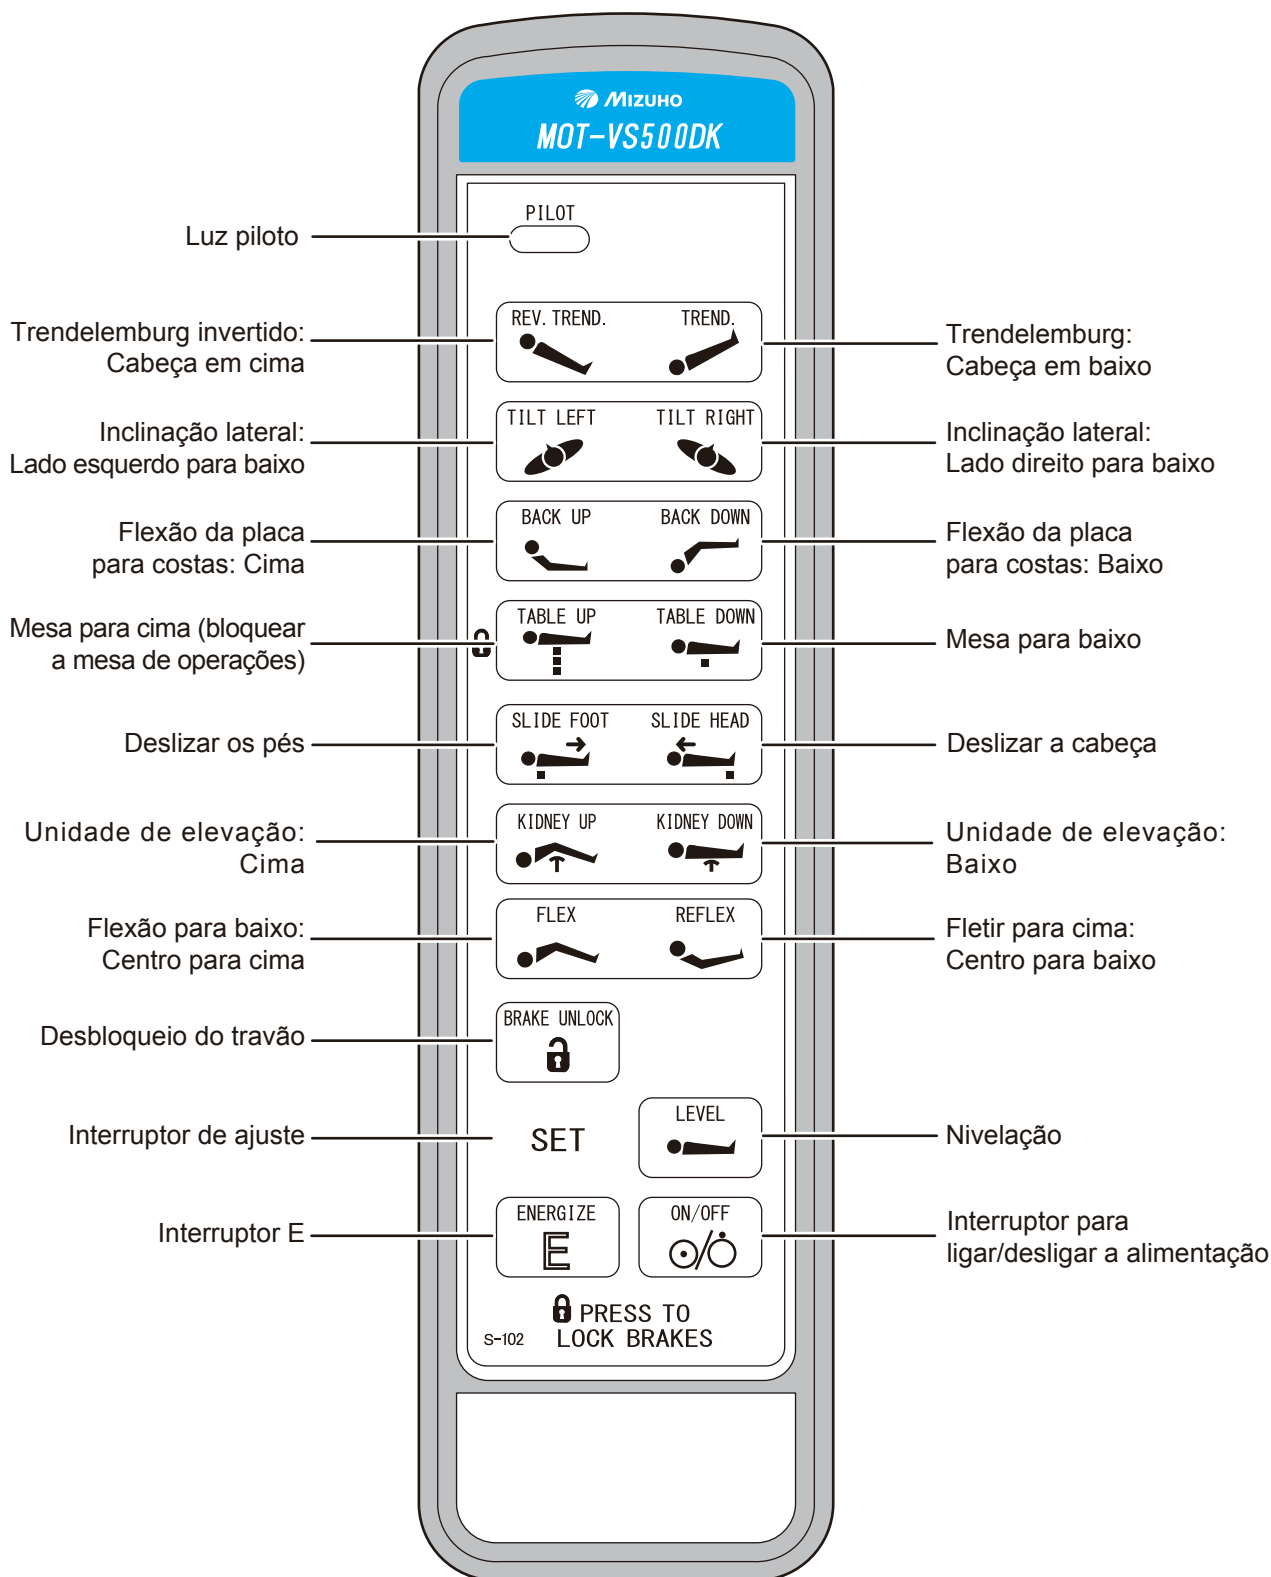 MIZUHO
MOT-VS500DK
PILOT
Luz piloto
REV. TREND.
TREND.
Trendelemburg invertido:
Cabeça em cima
Trendelemburg:
Cabeça em baixo
TILT LEFT
TILT RIGHT
Inclinação lateral:
Lado esquerdo para baixo
Inclinação lateral:
Lado direito para baixo
BACK UP
BACK DOWN
Flexão da placa
para costas: Cima
Flexão da placa
para costas: Baixo
TABLE UP
TABLE DOWN
Mesa para cima (bloquear
a mesa de operações)
Mesa para baixo
SLIDE FOOT
SLIDE HEAD
Deslizar os pés
Deslizar a cabeça
KIDNEY UP
KIDNEY DOWN
Unidade de elevação:
Cima
Unidade de elevação:
Baixo
FLEX
REFLEX
Flexão para baixo:
Centro para cima
Fletir para cima:
Centro para baixo
BRAKE UNLOCK
Desbloqueio do travão
LEVEL
Interruptor de ajuste
SET
Nivelação
ENERGIZE
E
ON/OFF
Interruptor E
Interruptor para
ligar/desligar a alimentação
PRESS TO
LOCK BRAKES
S-102